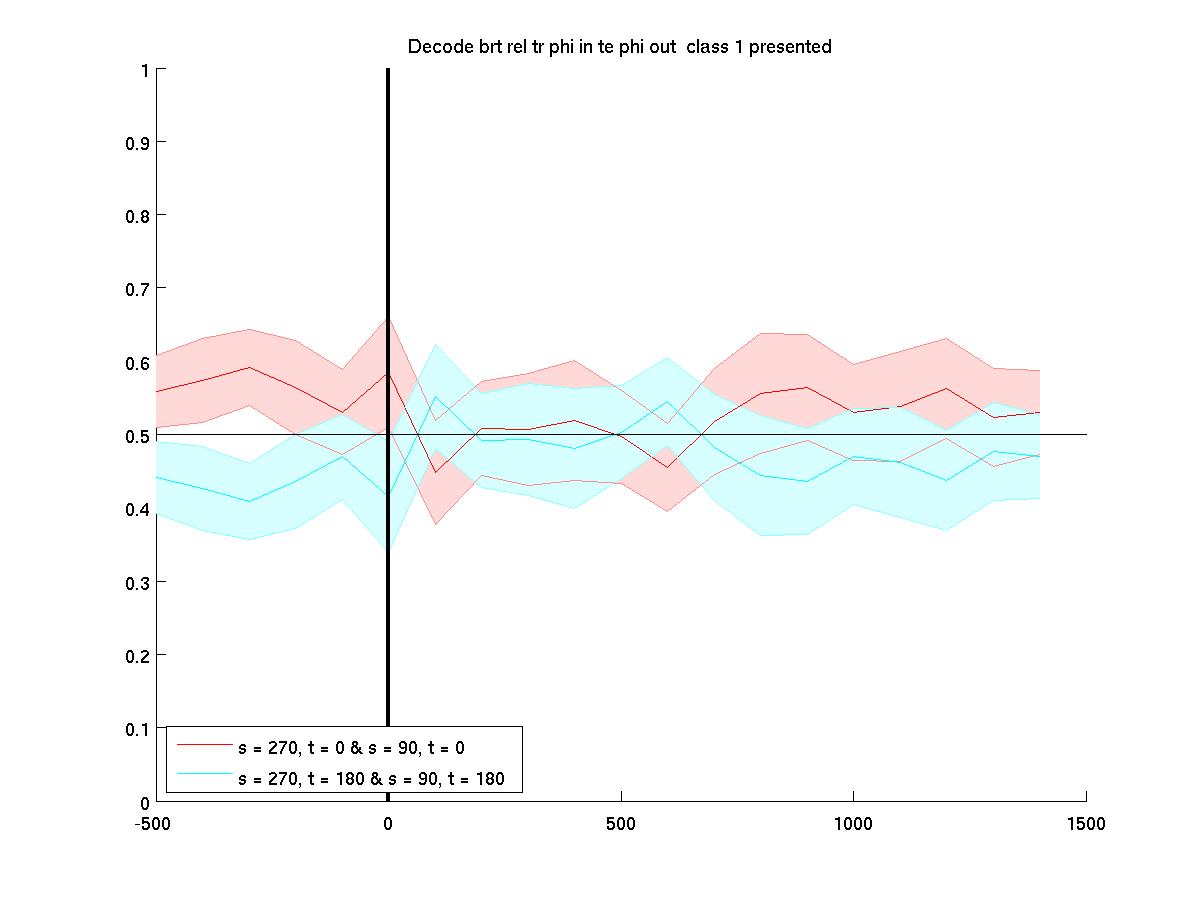 Decode brt rel tr phi in te phi out  class 1 presented
1
0.9
0.8
0.7
0.6
0.5
0.4
0.3
0.2
0.1
0
s = 270, t = 0 & s = 90, t = 0
s = 270, t = 180 & s = 90, t = 180
-500 0 500 1000 1500